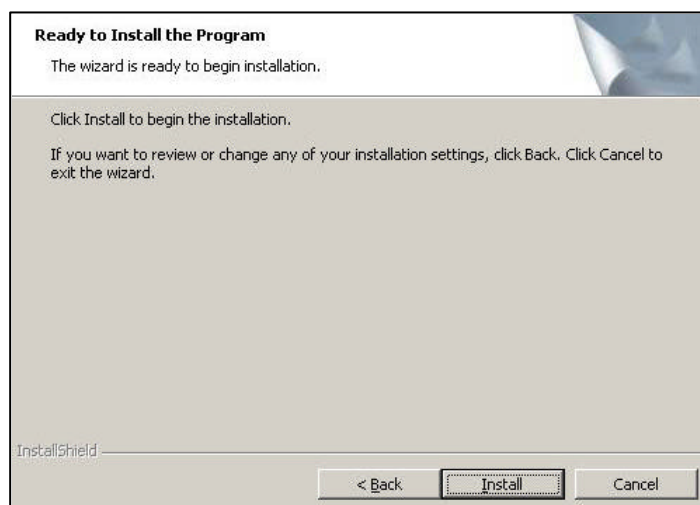 Ready to Install the Program
The wizard is ready to begin installation.
Click Install to begin the installation.
If you want to review or change any of your installation settings, click Back. Click Cancel to
exit the wizard.
InstallShield
< Back
Install
Cancel